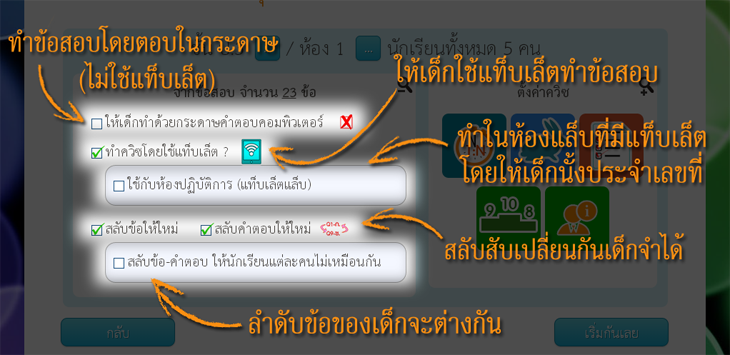 ทำข้อสอบโดยตอบในกระดาษ
(ไม่ใช้แท็บเล็ต)
... / ห้อง 1 ... นักเรียนทั้งหมด 5 คน
ให้เด็กใช้แท็บเล็ตทำข้อสอบ
จากข้อสอบ จำนวน 23 ข้อ
ตั้งค่าควิซ
ให้เด็กทำด้วยกระดาษคำตอบคอมพิวเตอร์
ทำควิซโดยใช้แท็บเล็ต ?
ทำในห้องแล็บที่มีแท็บเล็ต
โดยให้เด็กนั่งประจำเลขที่
ใช้กับห้องปฏิบัติการ (แท็บเล็ตแล็บ)
9 10 8
สลับข้อให้ใหม่
สลับคำตอบให้ใหม่
สลับสับเปลี่ยนกันเด็กจำได้
สลับข้อ-คำตอบ ให้นักเรียนแต่ละคนไม่เหมือนกัน
ลำดับข้อของเด็กจะต่างกัน
กลับ
เริ่มกันเลย